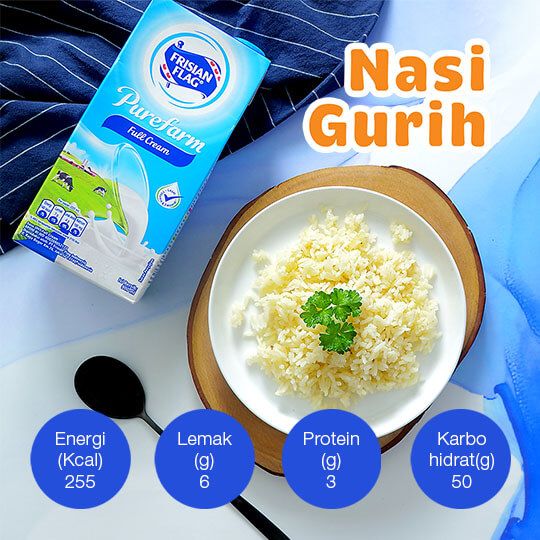 Nasi
Gurih
FRISIAN
FLAG
Purefarm
Full Cream
Energi
(Kcal)
255
Lemak
(g)
6
Protein
(g)
3
Karbo
hidrat(g)
50